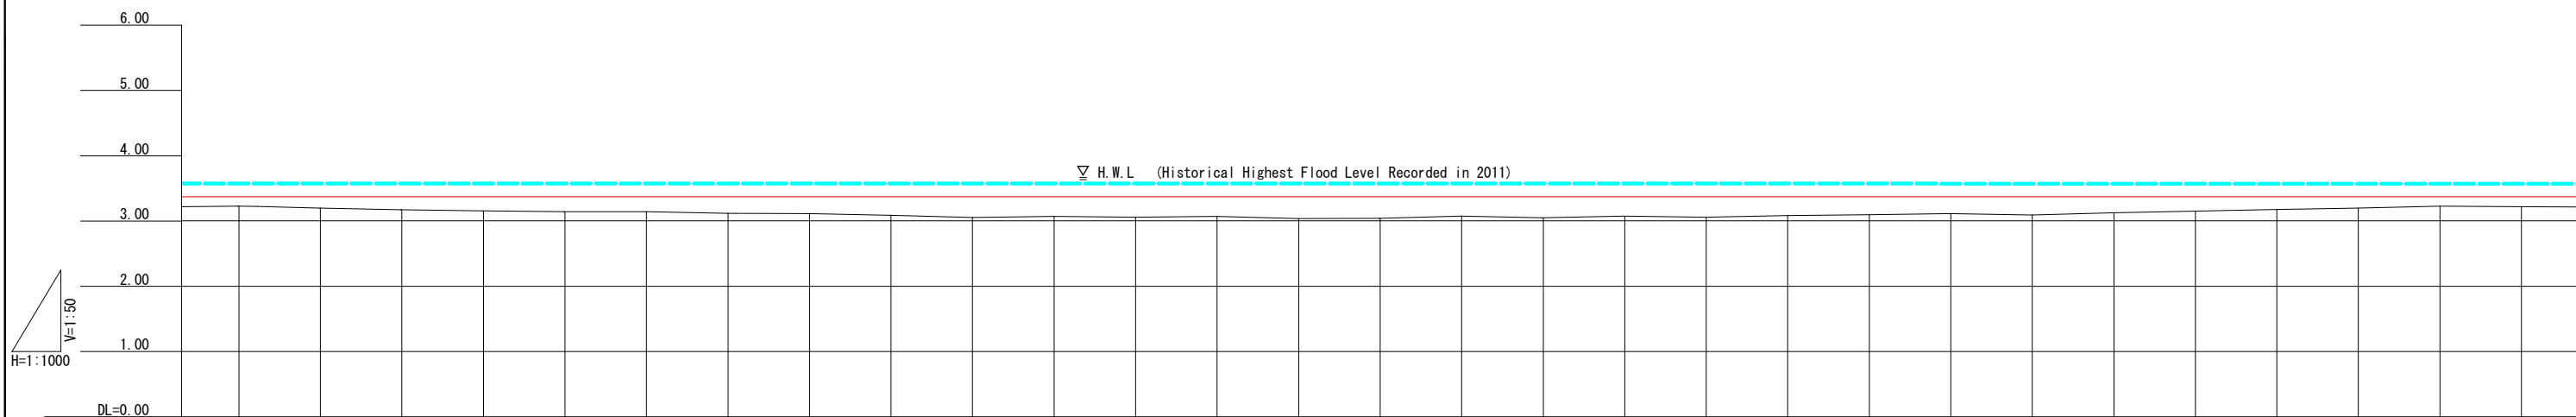 6.00
5.00
4.00
H.W.L (Historical Highest Flood Level Recorded in 2011)
3.00
2.00
V=1:50
1.00
H=1:1000
DL=0.00